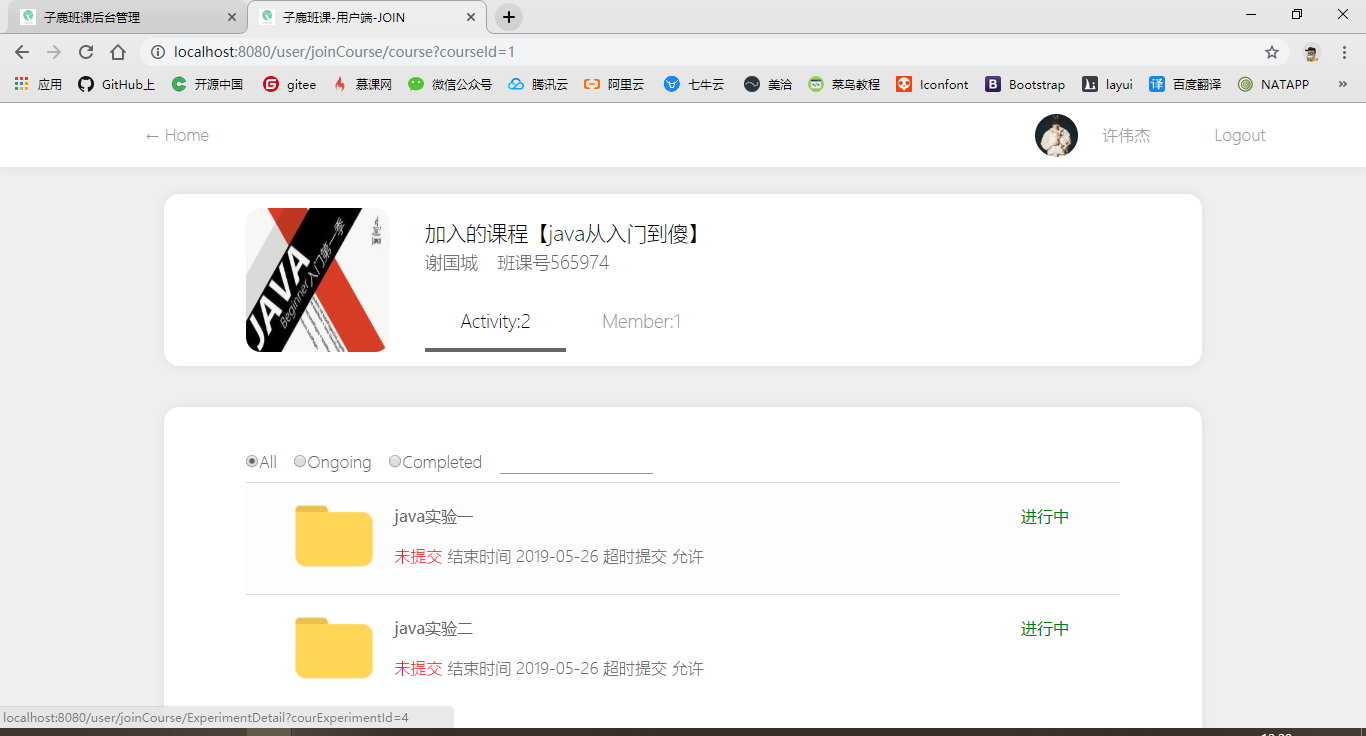 子鹿班课后台管理
子鹿班课-用户端-JOIN
localhost:8080/user/joinCourse/course?courseId=1
应用 GitHub上 开源中国 gitee 慕课网 微信公众号 腾讯云 阿里云 七牛云 美洽 菜鸟教程 Iconfont Bootstrap layui 百度翻译 NATAPP »
← Home 许伟杰 Logout
JAVA
Beginner 入门第一季
加入的课程【java从入门到傻】
谢国城 班课号565974
Activity:2 Member:1
All Ongoing Completed
java实验一 进行中
未提交 结束时间 2019-05-26 超时提交 允许
java实验二 进行中
未提交 结束时间 2019-05-26 超时提交 允许
localhost:8080/user/joinCourse/ExperimentDetail?courExperimentId=4